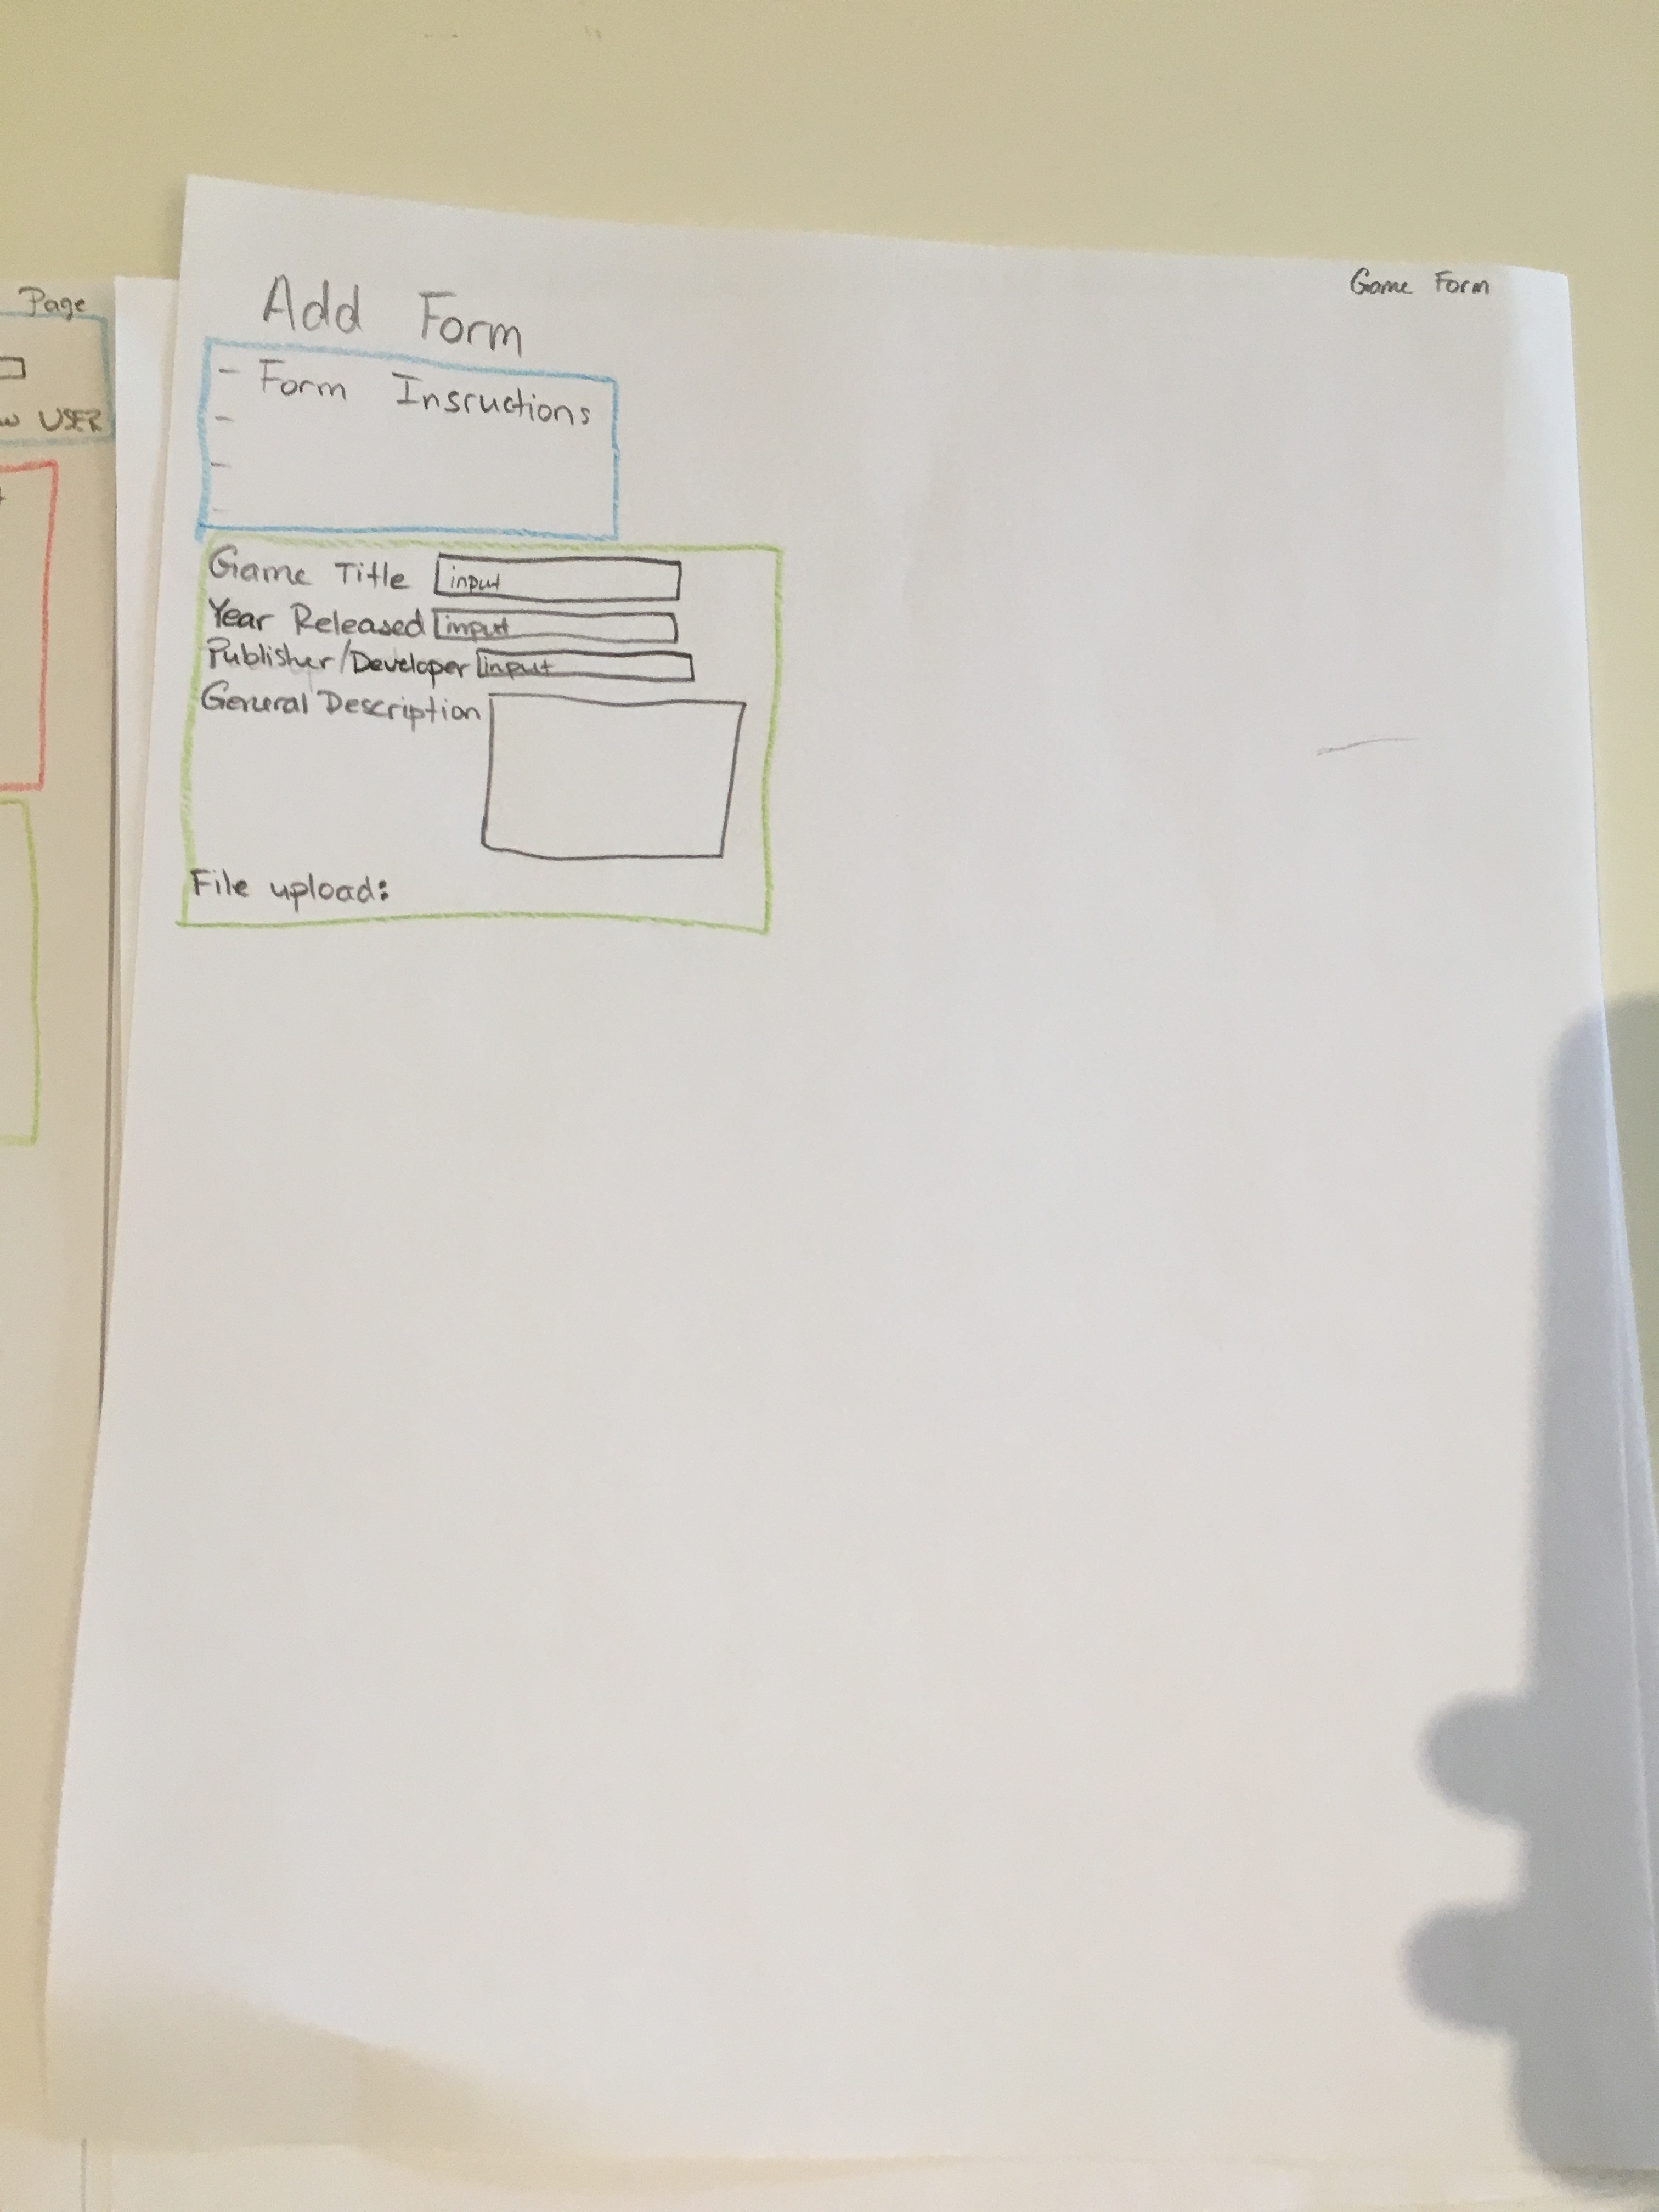 Page
USER
Game Form
Add Form
- Form Insructions
-
-
-
Game Title input
Year Released input
Publisher/Developer input
General Description
File upload: